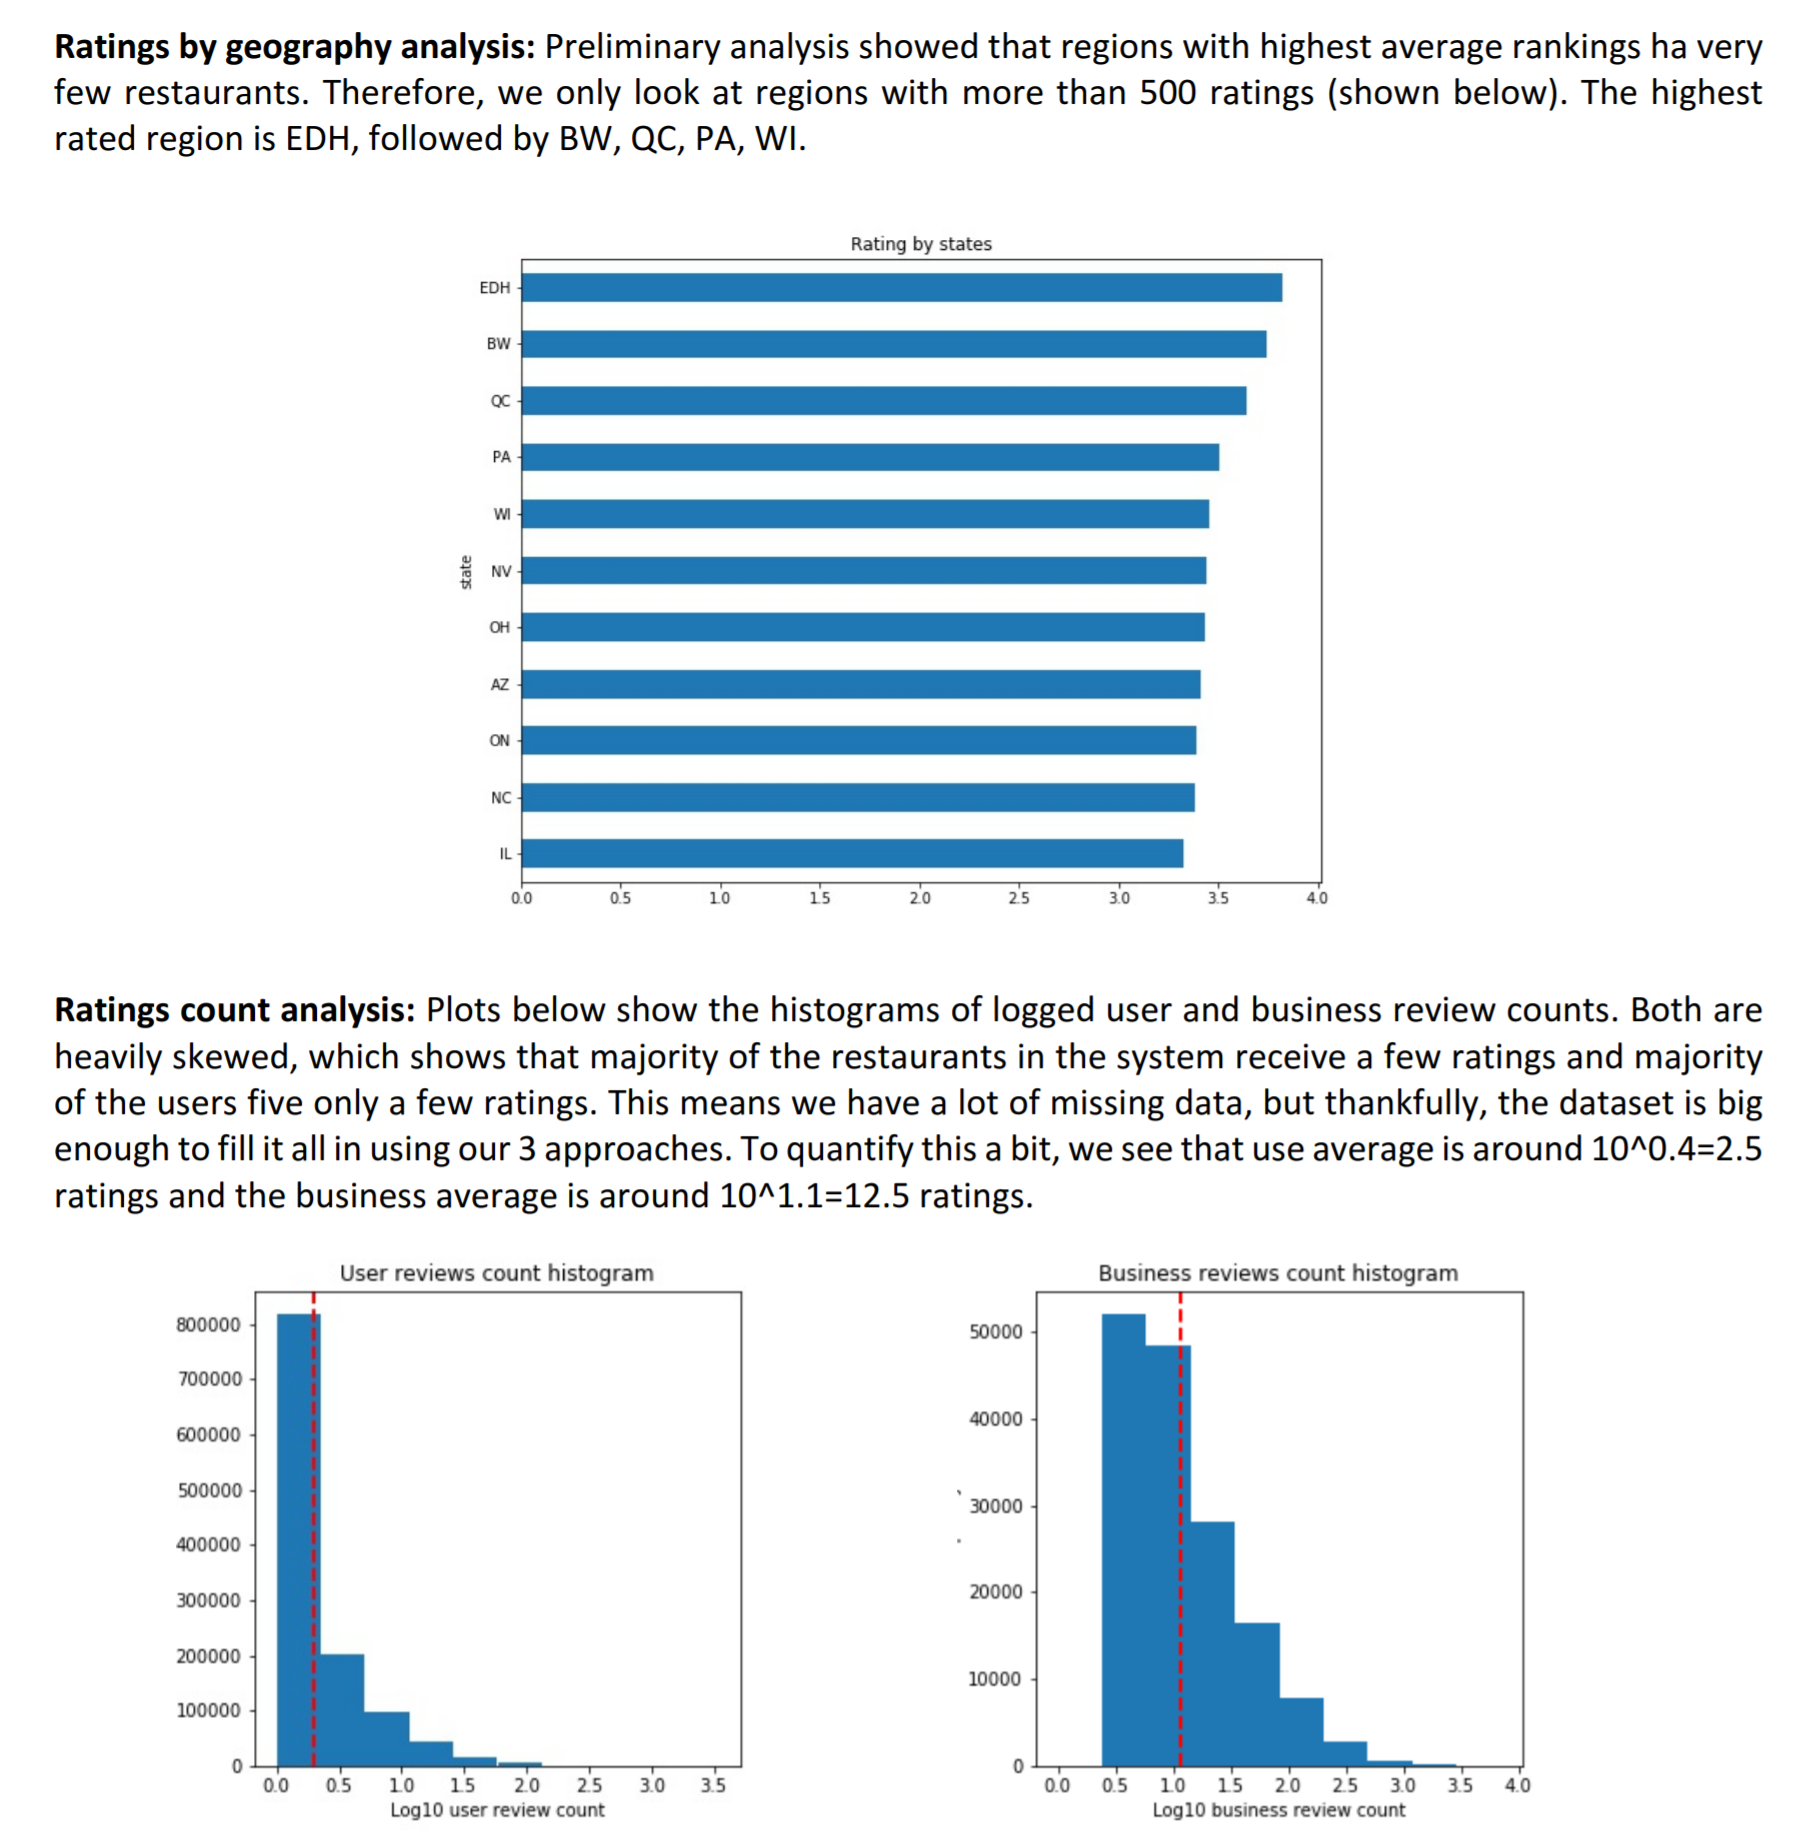 Ratings by geography analysis: Preliminary analysis showed that regions with highest average rankings ha very
few restaurants. Therefore, we only look at regions with more than 500 ratings (shown below). The highest
rated region is EDH, followed by BW, QC, PA, WI.
Rating by states
EDH
BW
QC
PA
WI
state
NV
OH
AZ
ON
NC
IL
0.0 0.5 1.0 1.5 2.0 2.5 3.0 3.5 4.0
Ratings count analysis: Plots below show the histograms of logged user and business review counts. Both are
heavily skewed, which shows that majority of the restaurants in the system receive a few ratings and majority
of the users five only a few ratings. This means we have a lot of missing data, but thankfully, the dataset is big
enough to fill it all in using our 3 approaches. To quantify this a bit, we see that use average is around 10^0.4=2.5
ratings and the business average is around 10^1.1=12.5 ratings.
User reviews count histogram
800000
700000
600000
500000
400000
300000
200000
100000
0
0.0 0.5 1.0 1.5 2.0 2.5 3.0 3.5
Log10 user review count
Business reviews count histogram
50000
40000
30000
20000
10000
0
0.0 0.5 1.0 1.5 2.0 2.5 3.0 3.5 4.0
Log10 business review count